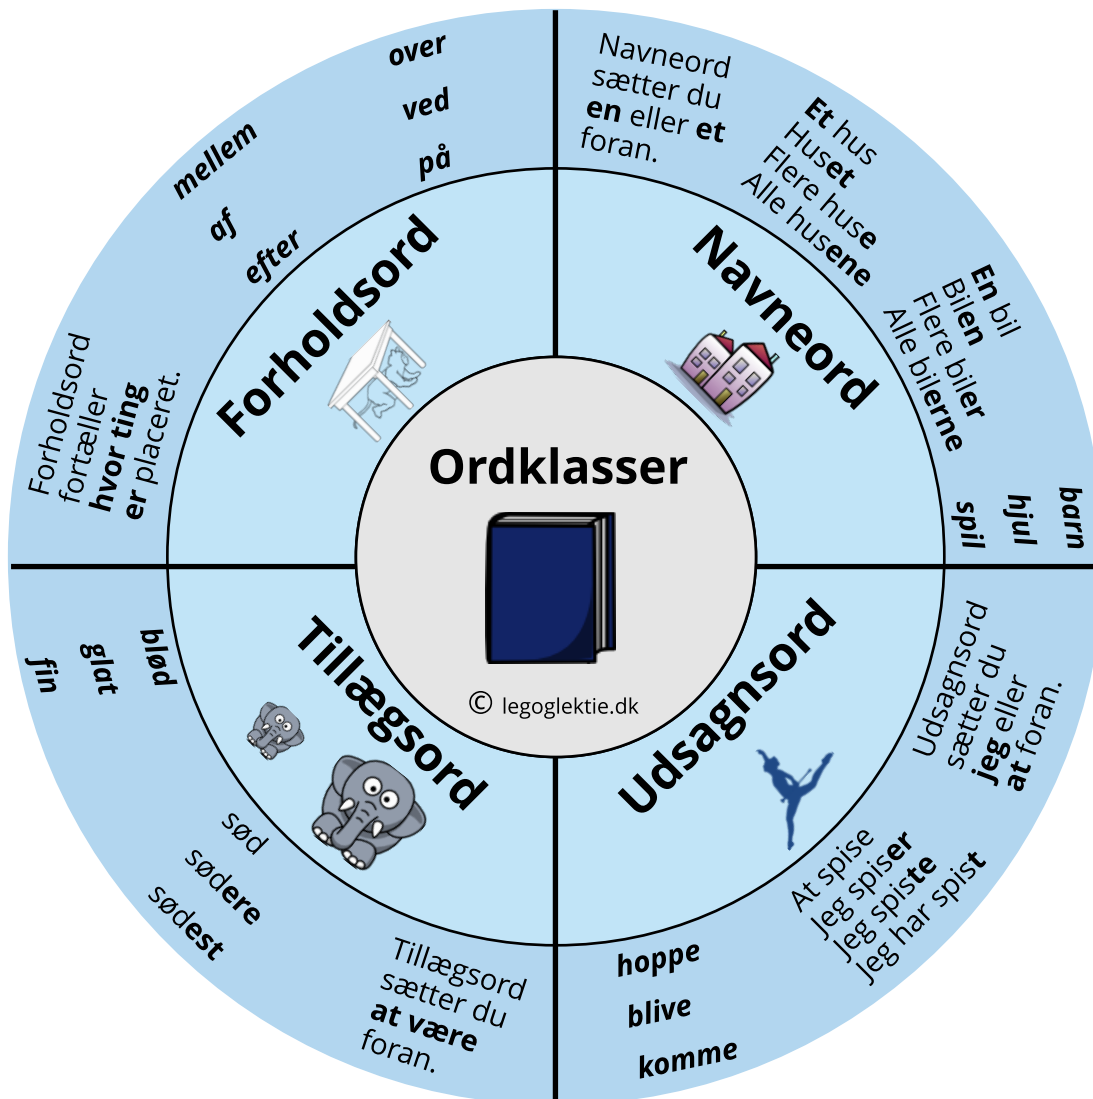 Ordklasser
© legoglektie.dk
Navneord
Navneord
sætter du
en eller et
foran.
Et hus
Huset
Flere huse
Alle husene
En bil
Bilen
Flere biler
Alle bilerne
barn
hjul
spil
Udsagnsord
Udsagnsord
sætter du
jeg eller
at foran.
At spise
Jeg spiser
Jeg spiste
Jeg har spist
hoppe
blive
komme
Tillægsord
Tillægsord
sætter du
at være
foran.
sød
sødere
sødest
blød
glat
fin
Forholdsord
Forholdsord
fortæller
hvor ting
er placeret.
mellem
af
efter
over
ved
på